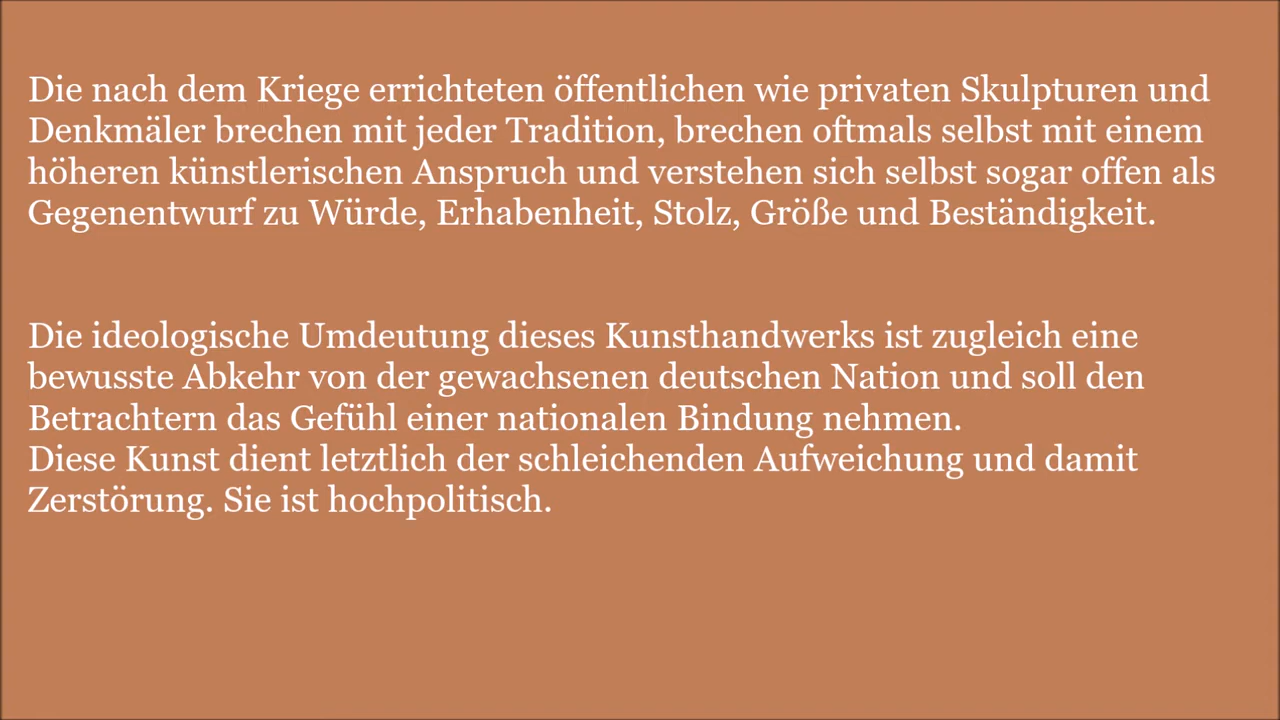 Die nach dem Kriege errichteten öffentlichen wie privaten Skulpturen und
Denkmäler brechen mit jeder Tradition, brechen oftmals selbst mit einem
höheren künstlerischen Anspruch und verstehen sich selbst sogar offen als
Gegenentwurf zu Würde, Erhabenheit, Stolz, Größe und Beständigkeit.
Die ideologische Umdeutung dieses Kunsthandwerks ist zugleich eine
bewusste Abkehr von der gewachsenen deutschen Nation und soll den
Betrachtern das Gefühl einer nationalen Bindung nehmen.
Diese Kunst dient letztlich der schleichenden Aufweichung und damit
Zerstörung. Sie ist hochpolitisch.